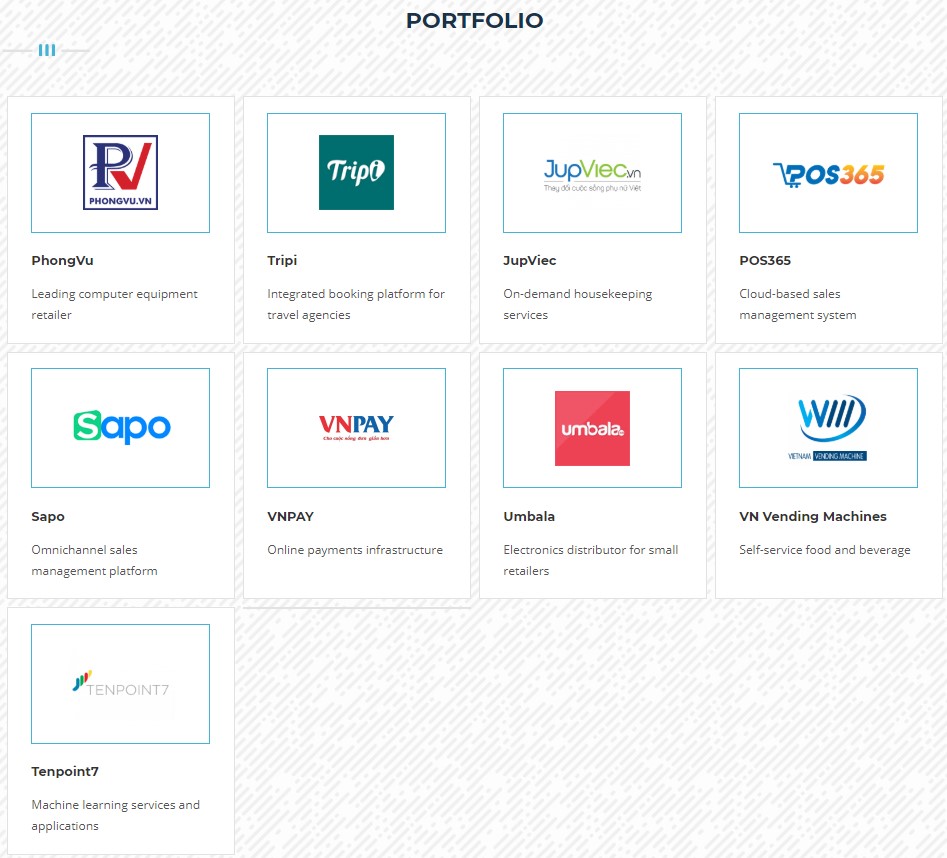 PORTFOLIO
PHONGVU.VN
PhongVu
Leading computer equipment
retailer
Tripi
Tripi
Integrated booking platform for
travel agencies
JupViec.vn
Thay đổi cuộc sống phụ nữ Việt
JupViec
On-demand housekeeping
services
POS365
POS365
Cloud-based sales
management system
Sapo
Sapo
Omnichannel sales
management platform
VNPAY
Cho cuộc sống đơn giản hơn
VNPAY
Online payments infrastructure
umbala
Umbala
Electronics distributor for small
retailers
VIETNAM VENDING MACHINE
VN Vending Machines
Self-service food and beverage
TENPOINT7
Tenpoint7
Machine learning services and
applications